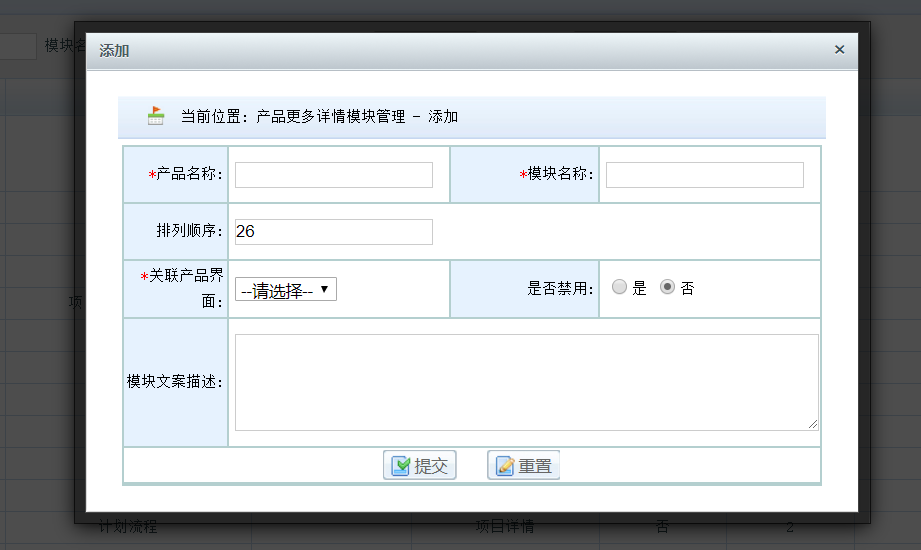 模块名
添加 ×
当前位置：产品更多详情模块管理 - 添加
*产品名称： *模块名称：
排列顺序： 26
*关联产品界
面： --请选择-- 是否禁用： 是 否
项
模块文案描述：
提交 重置
计划流程 项目详情 否 2